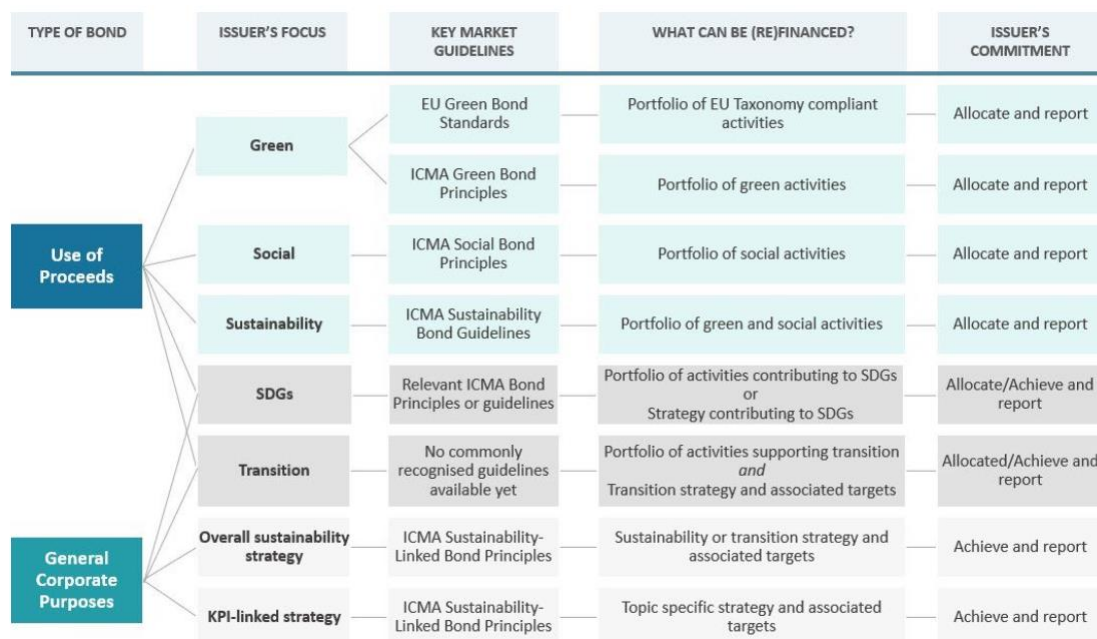 TYPE OF BOND
ISSUER'S FOCUS
KEY MARKET
GUIDELINES
WHAT CAN BE (RE)FINANCED?
ISSUER'S
COMMITMENT
Use of
Proceeds
Green
EU Green Bond
Standards
Portfolio of EU Taxonomy compliant
activities
Allocate and report
ICMA Green Bond
Principles
Portfolio of green activities
Allocate and report
Social
ICMA Social Bond
Principles
Portfolio of social activities
Allocate and report
Sustainability
ICMA Sustainability
Bond Guidelines
Portfolio of green and social activities
Allocate and report
SDGs
Relevant ICMA Bond
Principles or guidelines
Portfolio of activities contributing to SDGs
or
Strategy contributing to SDGs
Allocate/Achieve and
report
Transition
No commonly
recognised guidelines
available yet
Portfolio of activities supporting transition
and
Transition strategy and associated targets
Allocated/Achieve and
report
General
Corporate
Purposes
Overall sustainability
strategy
ICMA Sustainability-
Linked Bond Principles
Sustainability or transition strategy and
associated targets
Achieve and report
KPI-linked strategy
ICMA Sustainability-
Linked Bond Principles
Topic specific strategy and associated
targets
Achieve and report